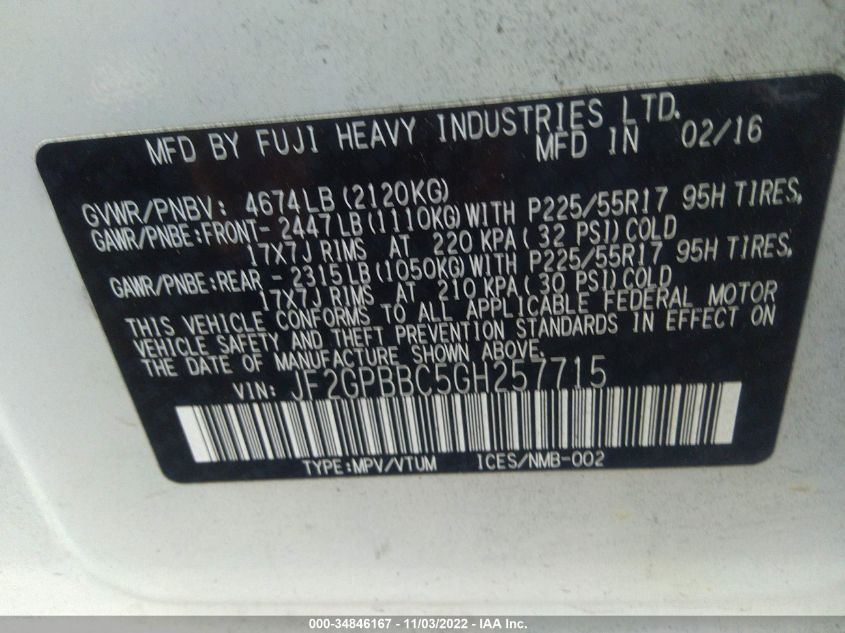 MFD BY FUJI HEAVY INDUSTRIES LTD.
MFD IN 02/16
GVWR/PNBV: 4674LB (2120KG)
GAWR/PNBE:FRONT- 2447LB(1110KG)WITH P225/55R17 95H TIRES,
17X7J RIMS AT 220 KPA( 32 PSI)COLD
GAWR/PNBE:REAR - 2315LB(1050KG)WITH P225/55R17 95H TIRES,
17X7J RIMS AT 210 KPA( 30 PSI)COLD
THIS VEHICLE CONFORMS TO ALL APPLICABLE FEDERAL MOTOR
VEHICLE SAFETY AND THEFT PREVENTION STANDARDS IN EFFECT ON
THE DATE OF MANUFACTURE SHOWN ABOVE.
VIN: JF2GPBBC5GH257715
TYPE:MPV/VTUM ICES/NMB-002
000-34846167 - 11/03/2022 - IAA Inc.